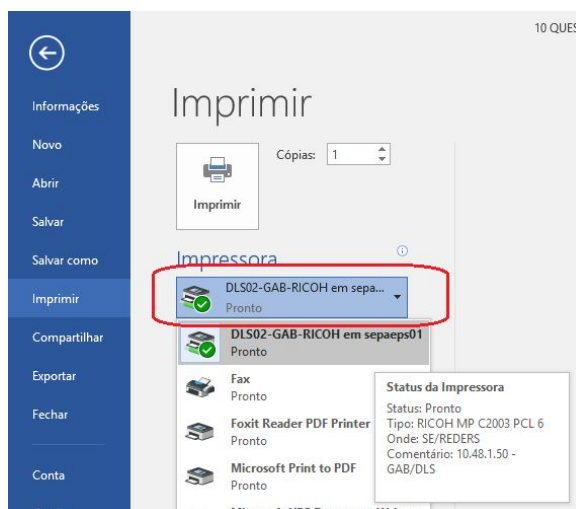 10 QUES
Informações
Novo
Abrir
Salvar
Salvar como
Imprimir
Compartilhar
Exportar
Fechar
Conta
Imprimir
Cópias: 1
Imprimir
Impressora
DLS02-GAB-RICOH em sepa...
Pronto
DLS02-GAB-RICOH em sepaeps01
Pronto
Fax
Pronto
Foxit Reader PDF Printer
Pronto
Microsoft Print to PDF
Pronto
Status da Impressora
Status: Pronto
Tipo: RICOH MP C2003 PCL 6
Onde: SE/REDERS
Comentário: 10.48.1.50 -
GAB/DLS